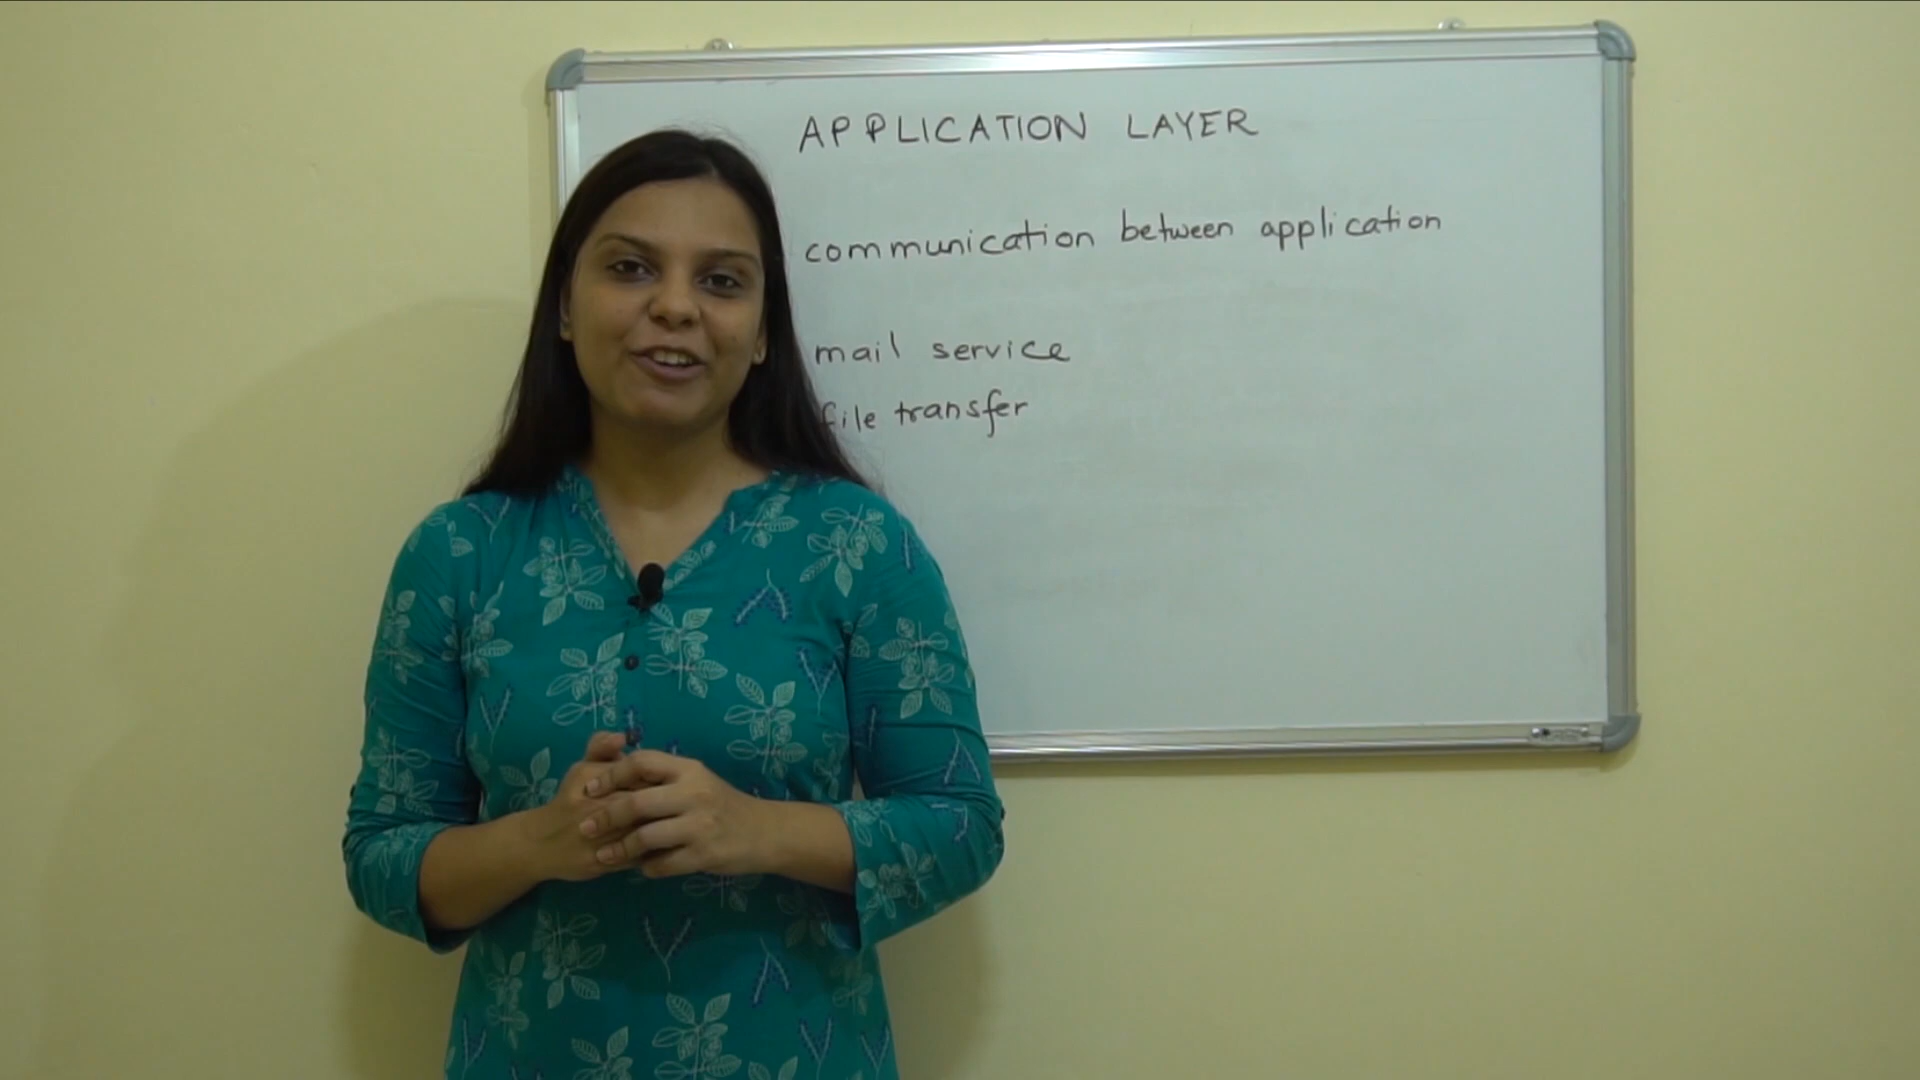 APPLICATION LAYER
communication between application
mail service
file transfer